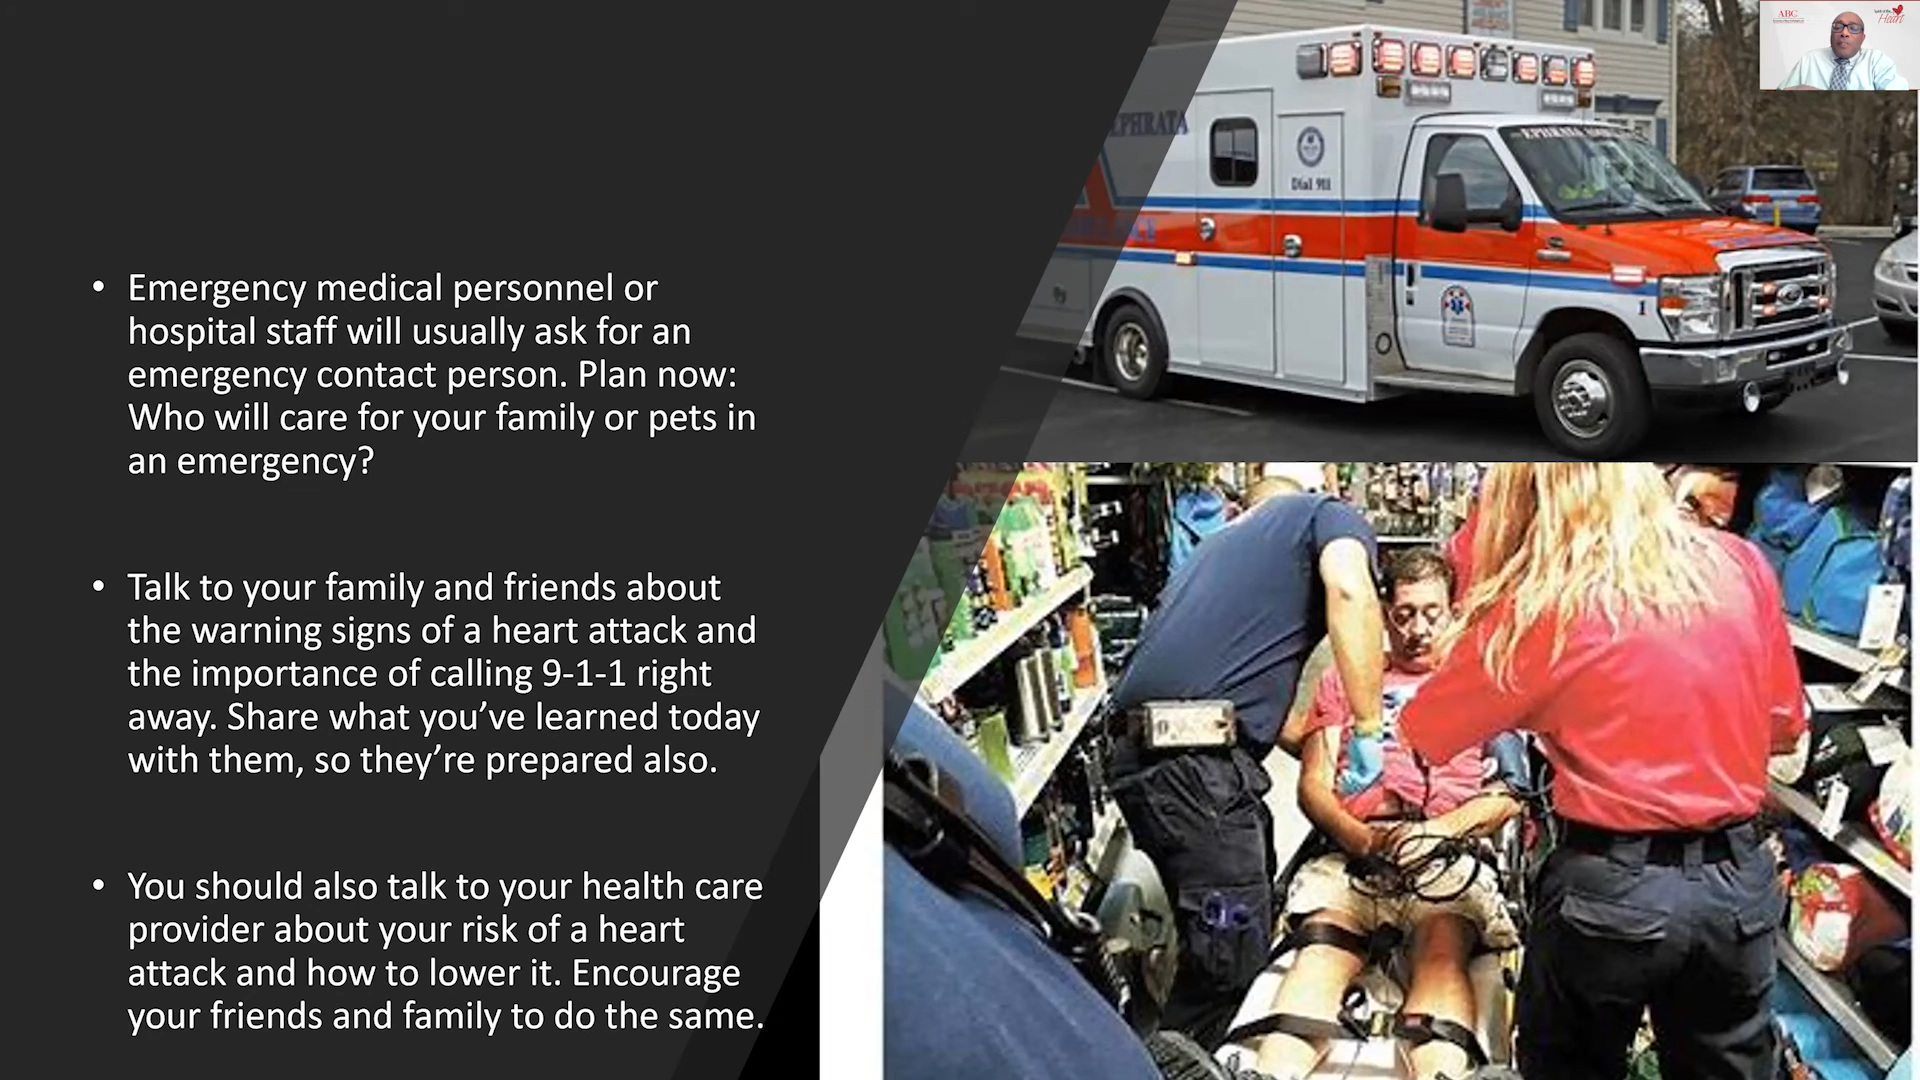 ABC
Heart
EPHRATA
Dial 911
1
• Emergency medical personnel or
hospital staff will usually ask for an
emergency contact person. Plan now:
Who will care for your family or pets in
an emergency?
• Talk to your family and friends about
the warning signs of a heart attack and
the importance of calling 9-1-1 right
away. Share what you’ve learned today
with them, so they’re prepared also.
• You should also talk to your health care
provider about your risk of a heart
attack and how to lower it. Encourage
your friends and family to do the same.